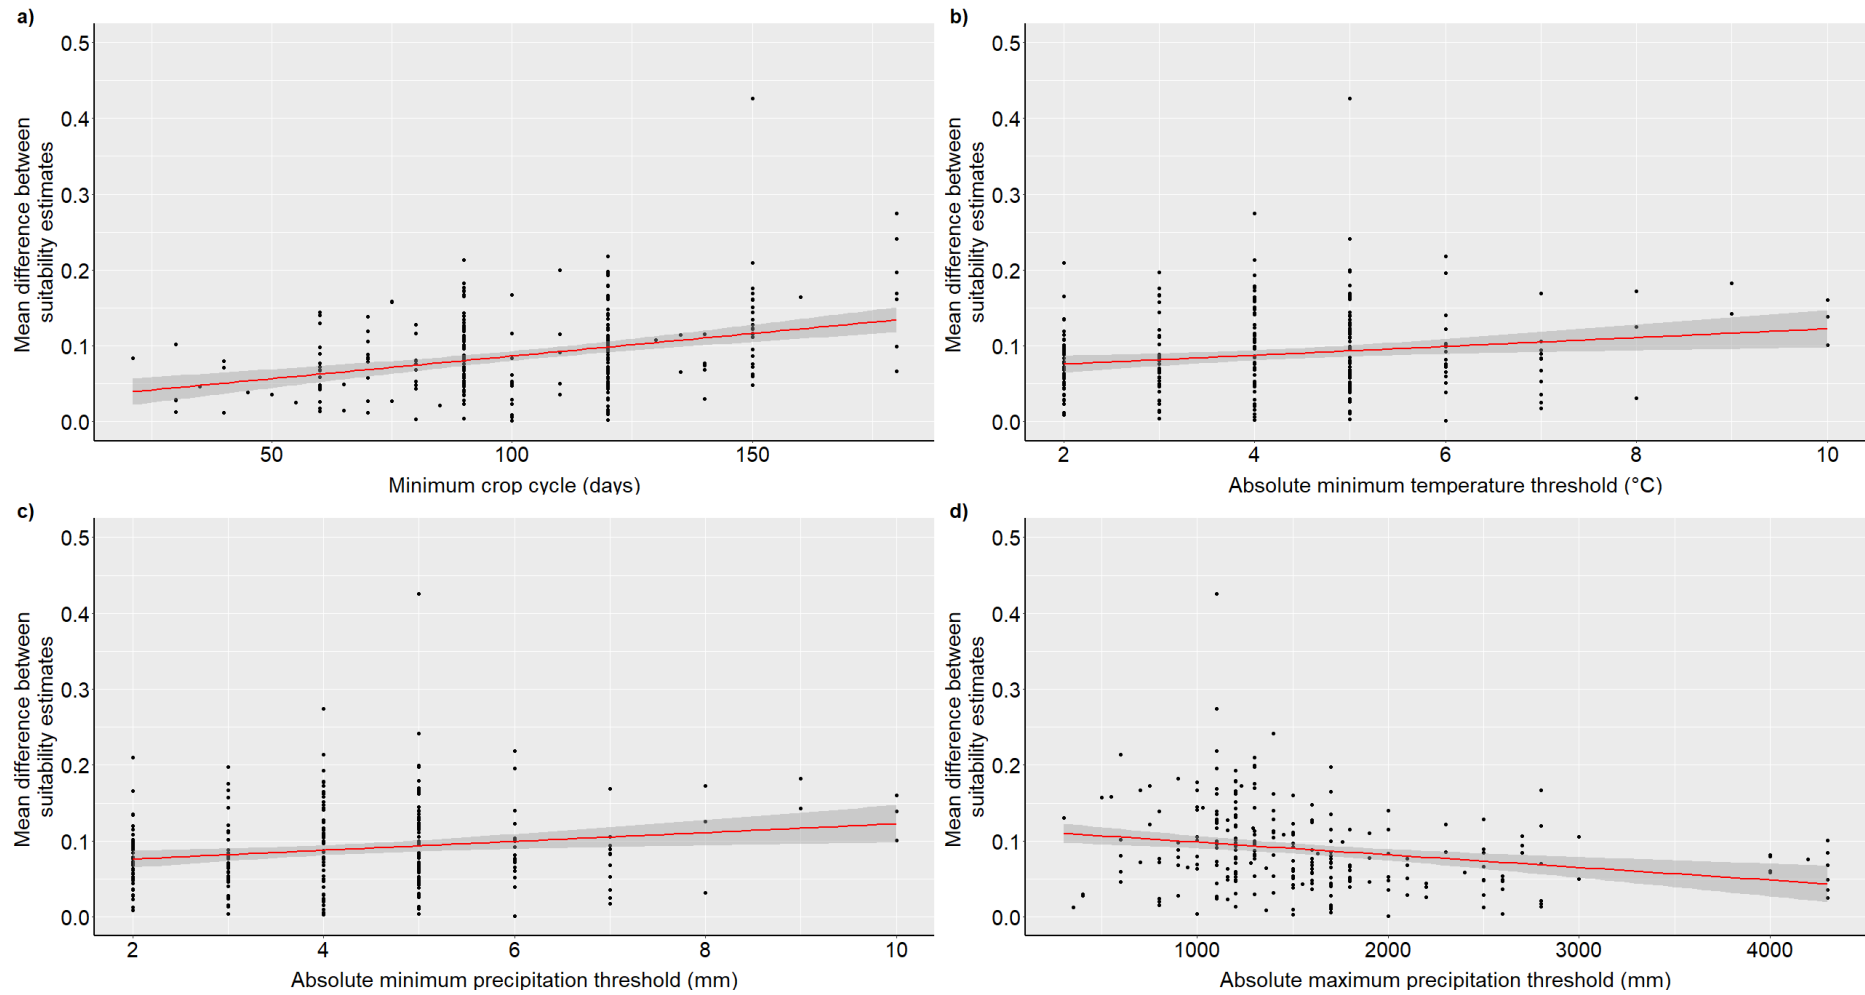 a)
0.5
0.4
0.3
0.2
0.1
0.0
Mean difference between
suitability estimates
50
100
150
Minimum crop cycle (days)
b)
0.5
0.4
0.3
0.2
0.1
0.0
Mean difference between
suitability estimates
2
4
6
8
10
Absolute minimum temperature threshold (°C)
c)
0.5
0.4
0.3
0.2
0.1
0.0
Mean difference between
suitability estimates
2
4
6
8
10
Absolute minimum precipitation threshold (mm)
d)
0.5
0.4
0.3
0.2
0.1
0.0
Mean difference between
suitability estimates
1000
2000
3000
4000
Absolute maximum precipitation threshold (mm)